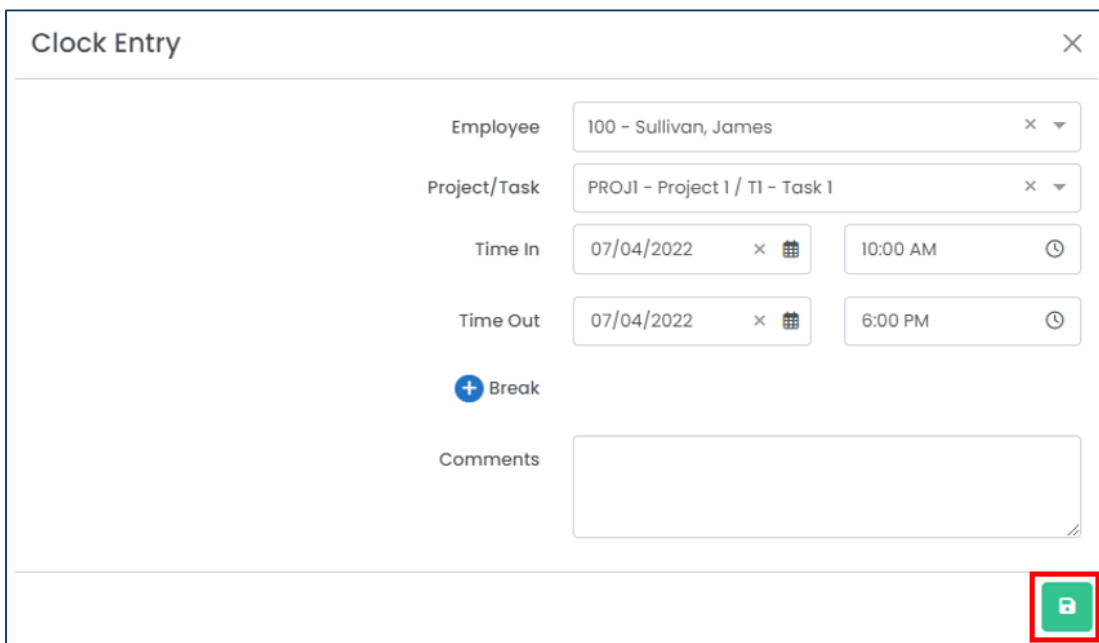 Clock Entry
Employee 100 - Sullivan, James
Project/Task PROJ1 - Project 1 / T1 - Task 1
Time In 07/04/2022 10:00 AM
Time Out 07/04/2022 6:00 PM
Break
Comments